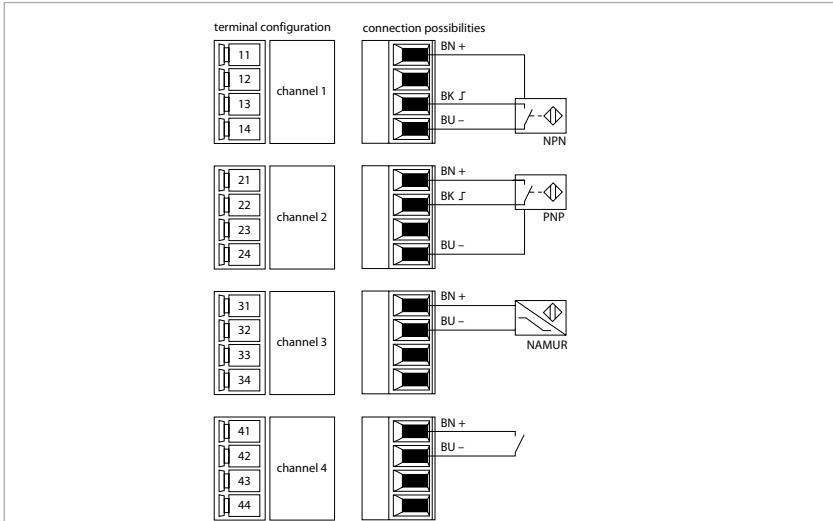 terminal configuration connection possibilities
11 BN +
12
channel 1
13 BK ᒥ
14 BU –
NPN
21 BN +
22 BK ᒥ
channel 2
23
24 BU –
PNP
31 BN +
32 BU –
channel 3
33
34
NAMUR
41 BN +
42 BU –
channel 4
43
44